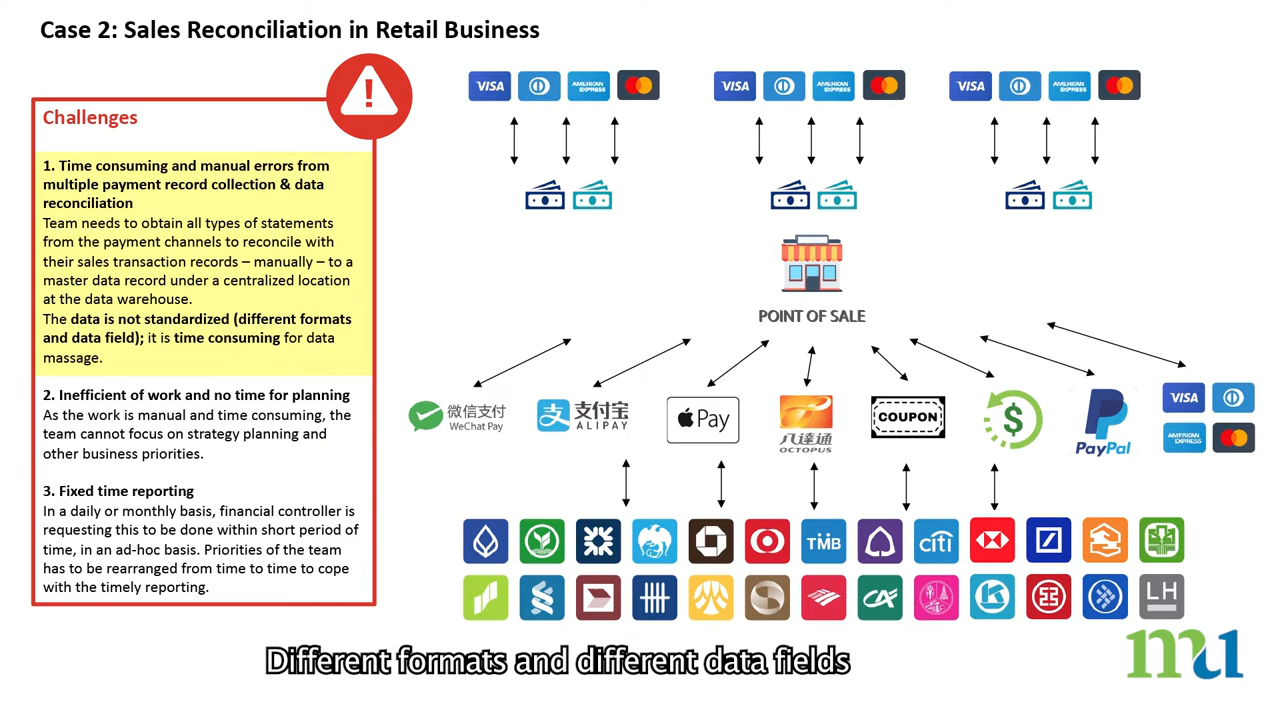 Case 2: Sales Reconciliation in Retail Business
VISA
AMERICAN EXPRESS
VISA
AMERICAN EXPRESS
VISA
AMERICAN EXPRESS
Challenges
1. Time consuming and manual errors from
multiple payment record collection & data
reconciliation
Team needs to obtain all types of statements
from the payment channels to reconcile with
their sales transaction records – manually – to a
master data record under a centralized location
at the data warehouse.
The data is not standardized (different formats
and data field); it is time consuming for data
massage.
2. Inefficient of work and no time for planning
As the work is manual and time consuming, the
team cannot focus on strategy planning and
other business priorities.
3. Fixed time reporting
In a daily or monthly basis, financial controller is
requesting this to be done within short period of
time, in an ad-hoc basis. Priorities of the team
has to be rearranged from time to time to cope
with the timely reporting.
POINT OF SALE
微信支付
WeChat Pay
支 支付宝
ALIPAY
Pay
八達通
OCTOPUS
COUPON
$
PayPal
VISA
AMERICAN EXPRESS
TMB
citi
CA
K
LH
Different formats and different data fields
mu